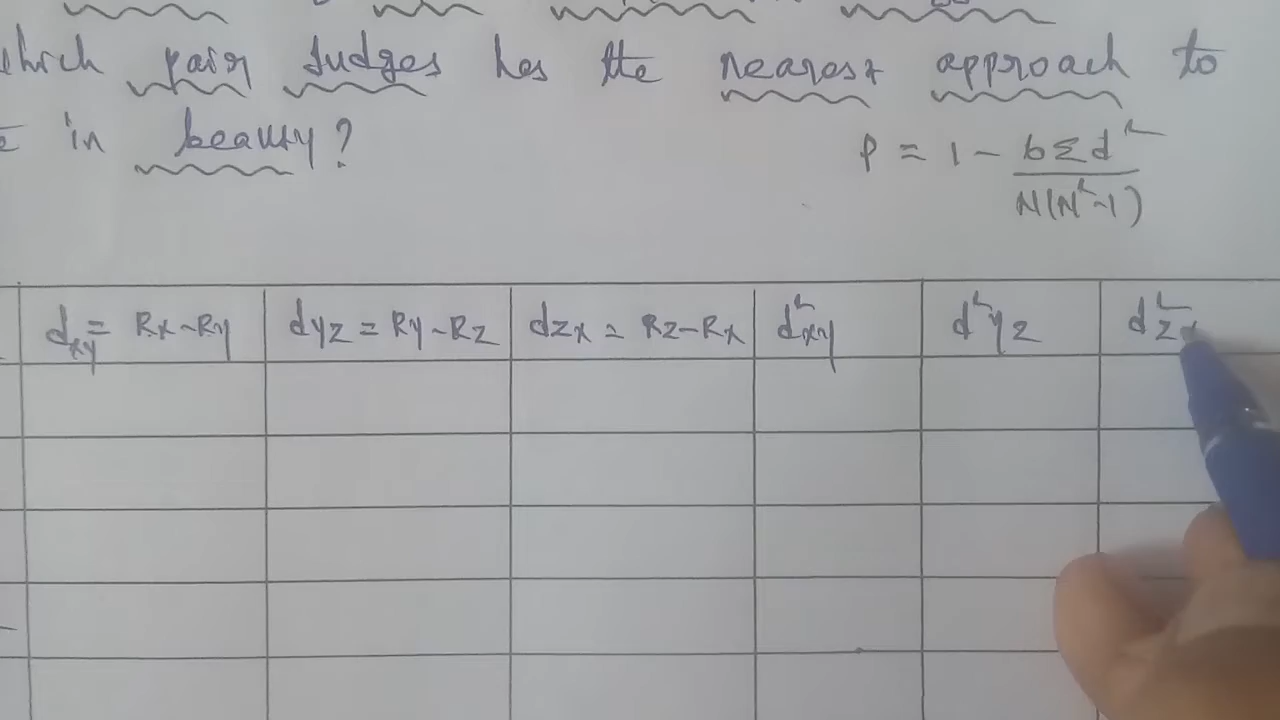 which pair Judges has the nearest approach to
in beauty?
ρ = 1 - 6Σd² / N(N²-1)
d_xy = Rx - Ry dyz = Ry - Rz dzx = Rz - Rx d²xy d²yz d²zx